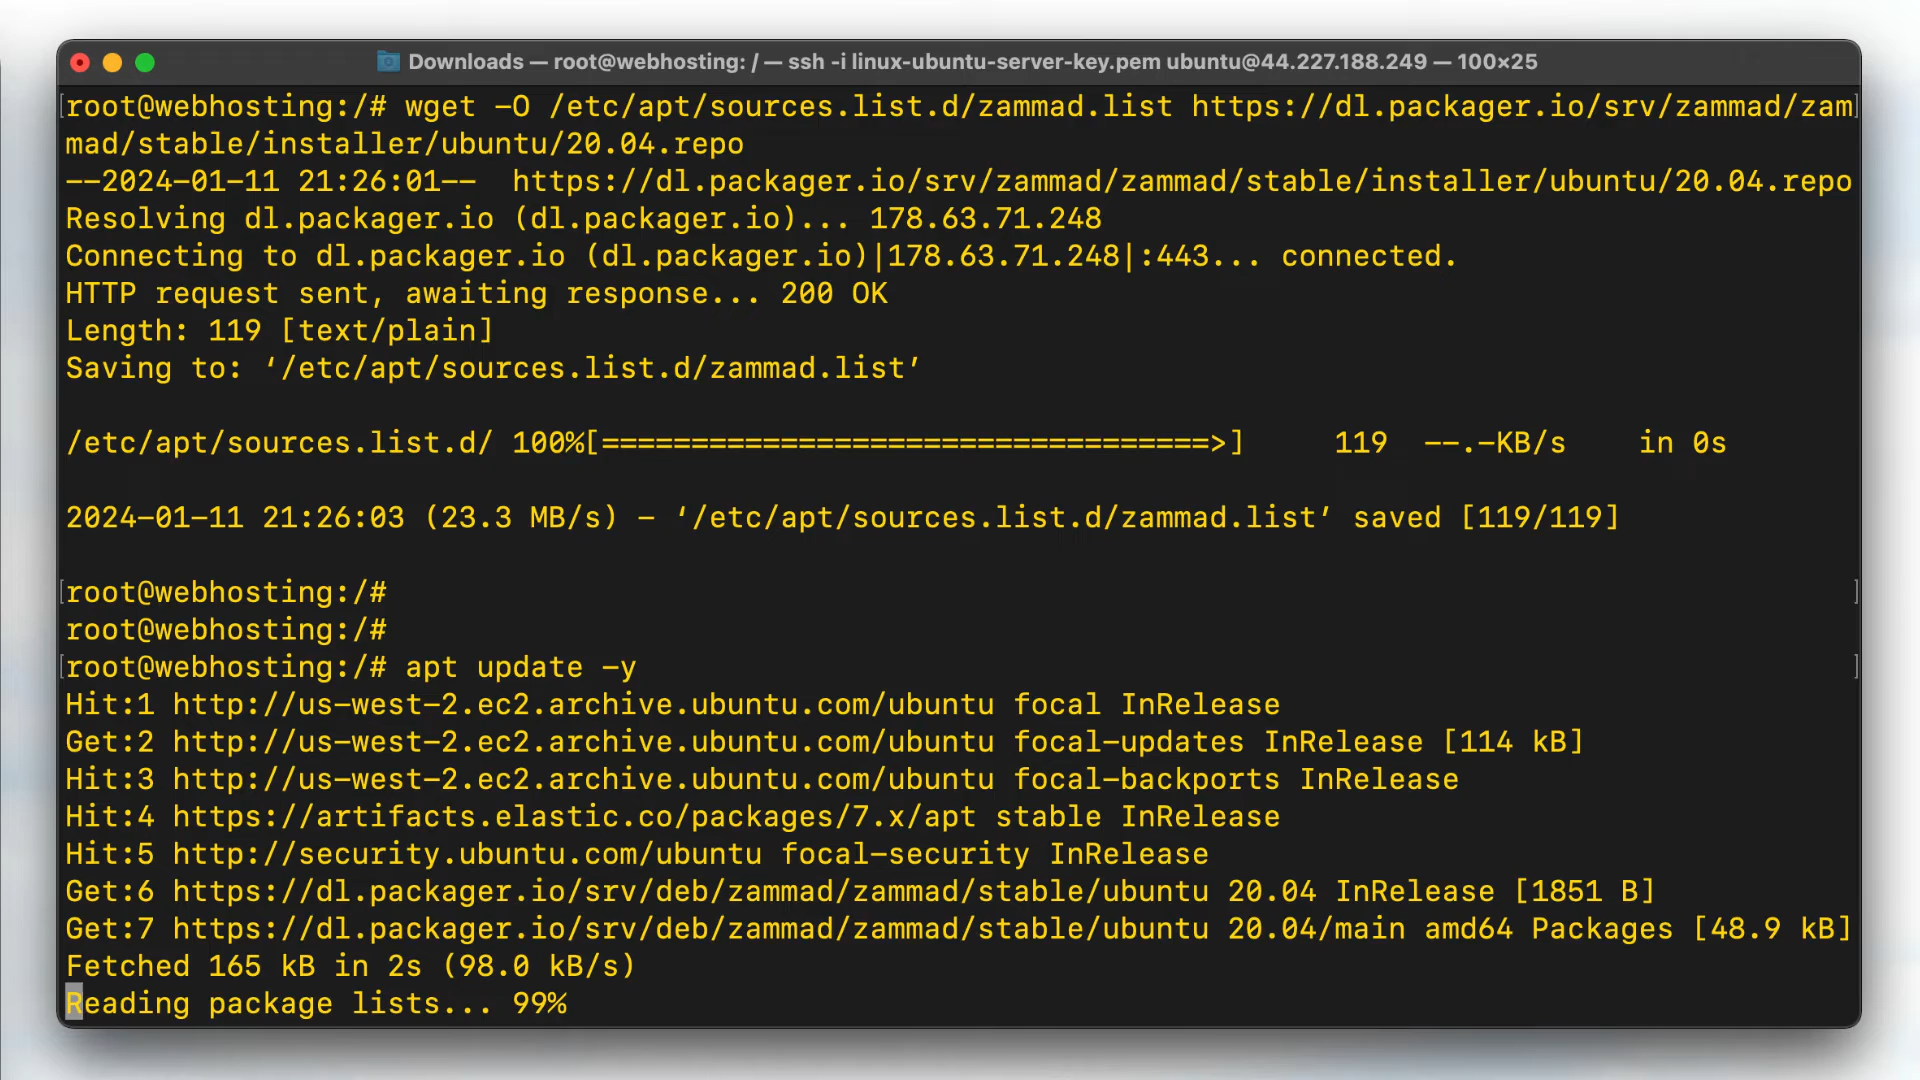 Downloads — root@webhosting: / — ssh -i linux-ubuntu-server-key.pem ubuntu@44.227.188.249 — 100×25
[root@webhosting:/# wget -O /etc/apt/sources.list.d/zammad.list https://dl.packager.io/srv/zammad/zam]
mad/stable/installer/ubuntu/20.04.repo
--2024-01-11 21:26:01--  https://dl.packager.io/srv/zammad/zammad/stable/installer/ubuntu/20.04.repo
Resolving dl.packager.io (dl.packager.io)... 178.63.71.248
Connecting to dl.packager.io (dl.packager.io)|178.63.71.248|:443... connected.
HTTP request sent, awaiting response... 200 OK
Length: 119 [text/plain]
Saving to: ‘/etc/apt/sources.list.d/zammad.list’
/etc/apt/sources.list.d/ 100%[==================================>]     119  --.-KB/s    in 0s
2024-01-11 21:26:03 (23.3 MB/s) - ‘/etc/apt/sources.list.d/zammad.list’ saved [119/119]
[root@webhosting:/# ]
root@webhosting:/#
[root@webhosting:/# apt update -y ]
Hit:1 http://us-west-2.ec2.archive.ubuntu.com/ubuntu focal InRelease
Get:2 http://us-west-2.ec2.archive.ubuntu.com/ubuntu focal-updates InRelease [114 kB]
Hit:3 http://us-west-2.ec2.archive.ubuntu.com/ubuntu focal-backports InRelease
Hit:4 https://artifacts.elastic.co/packages/7.x/apt stable InRelease
Hit:5 http://security.ubuntu.com/ubuntu focal-security InRelease
Get:6 https://dl.packager.io/srv/deb/zammad/zammad/stable/ubuntu 20.04 InRelease [1851 B]
Get:7 https://dl.packager.io/srv/deb/zammad/zammad/stable/ubuntu 20.04/main amd64 Packages [48.9 kB]
Fetched 165 kB in 2s (98.0 kB/s)
Reading package lists... 99%